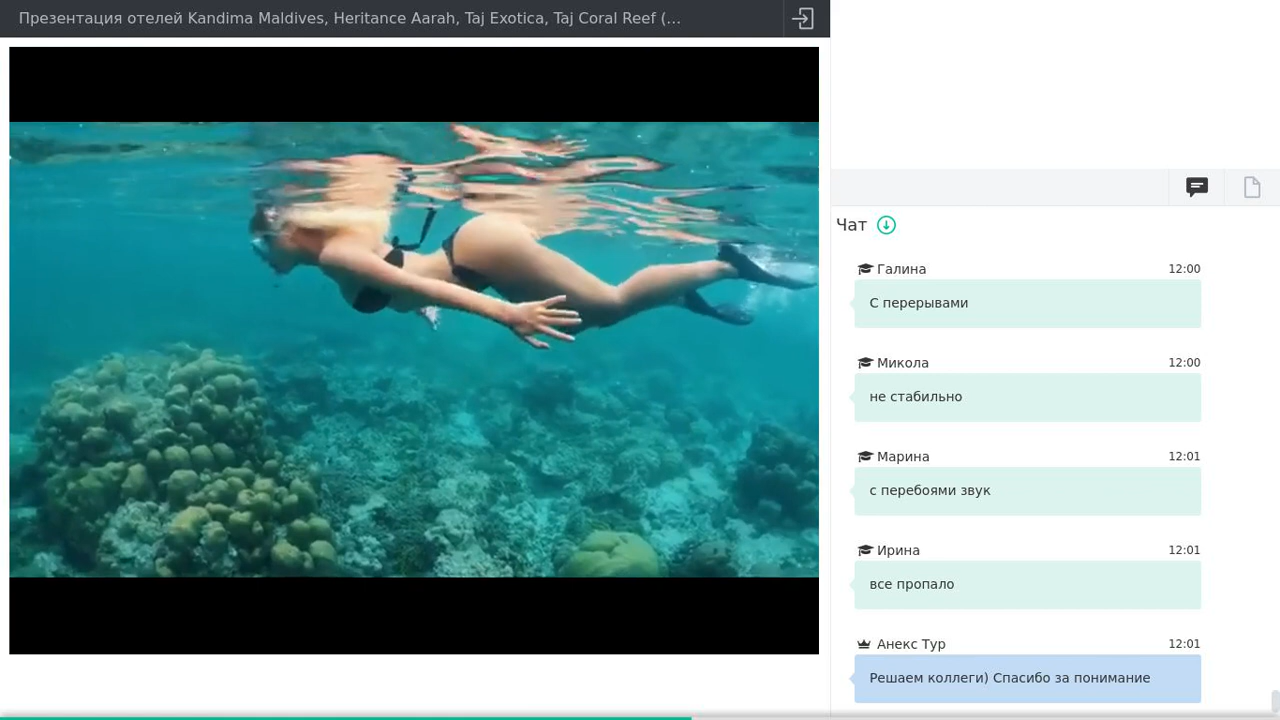 Презентация отелей Kandima Maldives, Heritance Aarah, Taj Exotica, Taj Coral Reef (...
Чат
Галина 12:00
С перерывами
Микола 12:00
не стабильно
Марина 12:01
с перебоями звук
Ирина 12:01
все пропало
Анекс Тур 12:01
Решаем коллеги) Спасибо за понимание